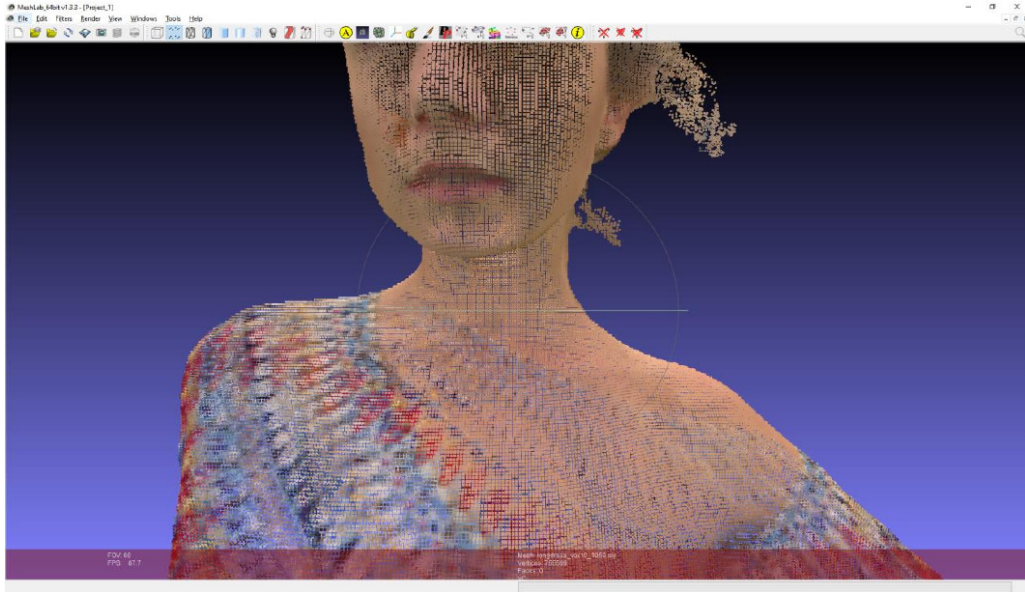 MeshLab_64bit v1.3.3 - [Project_1]
File Edit Filters Render View Windows Tools Help
A
i
FOV: 60
FPS: 87.7
Mesh:
Vertices:
Faces: 0